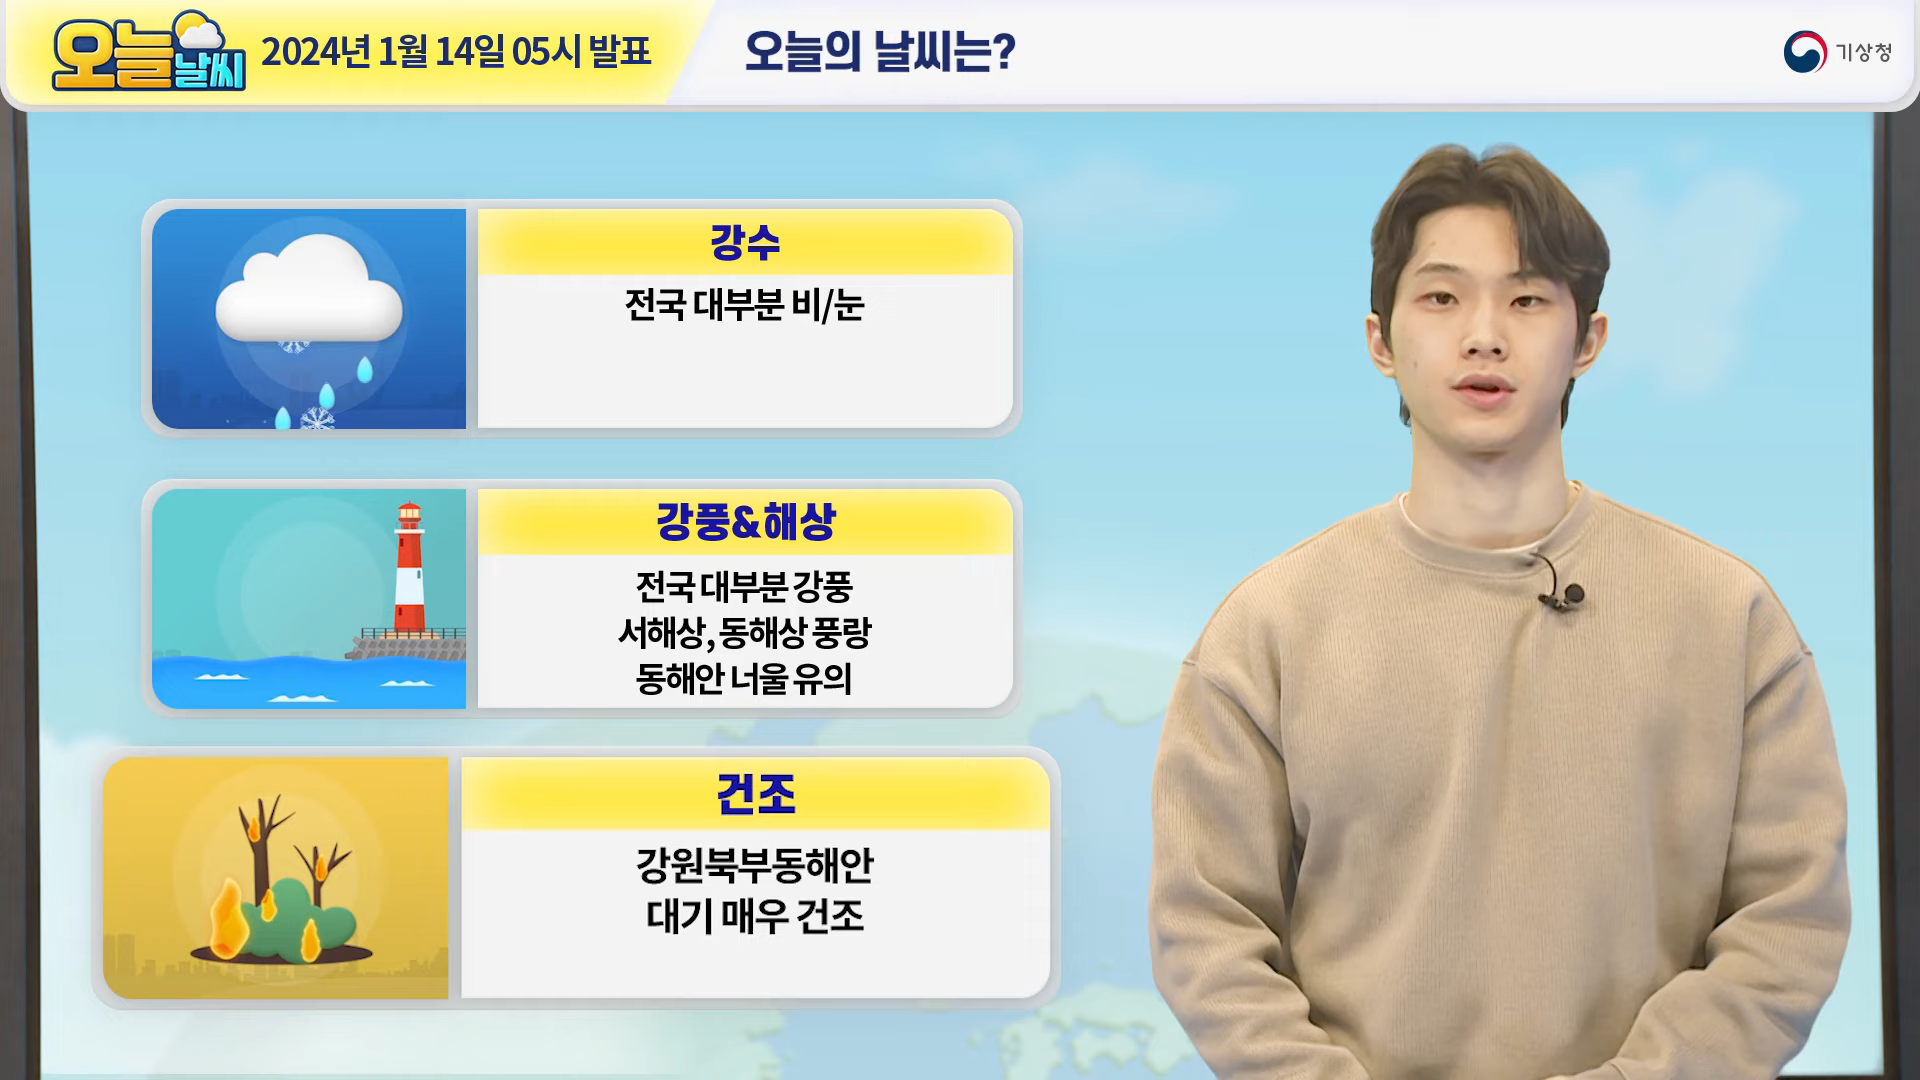 오늘날씨
2024년 1월 14일 05시 발표
오늘의 날씨는?
기상청
강수
전국 대부분 비/눈
강풍&해상
전국 대부분 강풍
서해상, 동해상 풍랑
동해안 너울 유의
건조
강원북부동해안
대기 매우 건조